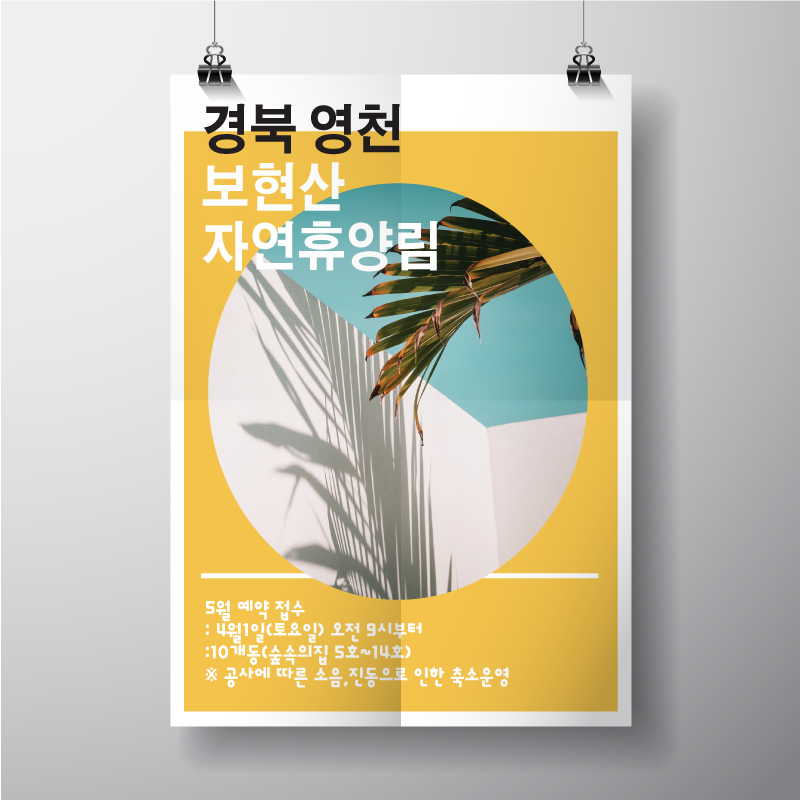 경북 영천
보현산
자연휴양림
5월 예약 접수
: 4월1일(토요일) 오전 9시부터
:10개동(숲속의집 5호~14호)
※ 공사에 따른 소음,진동으로 인한 축소운영